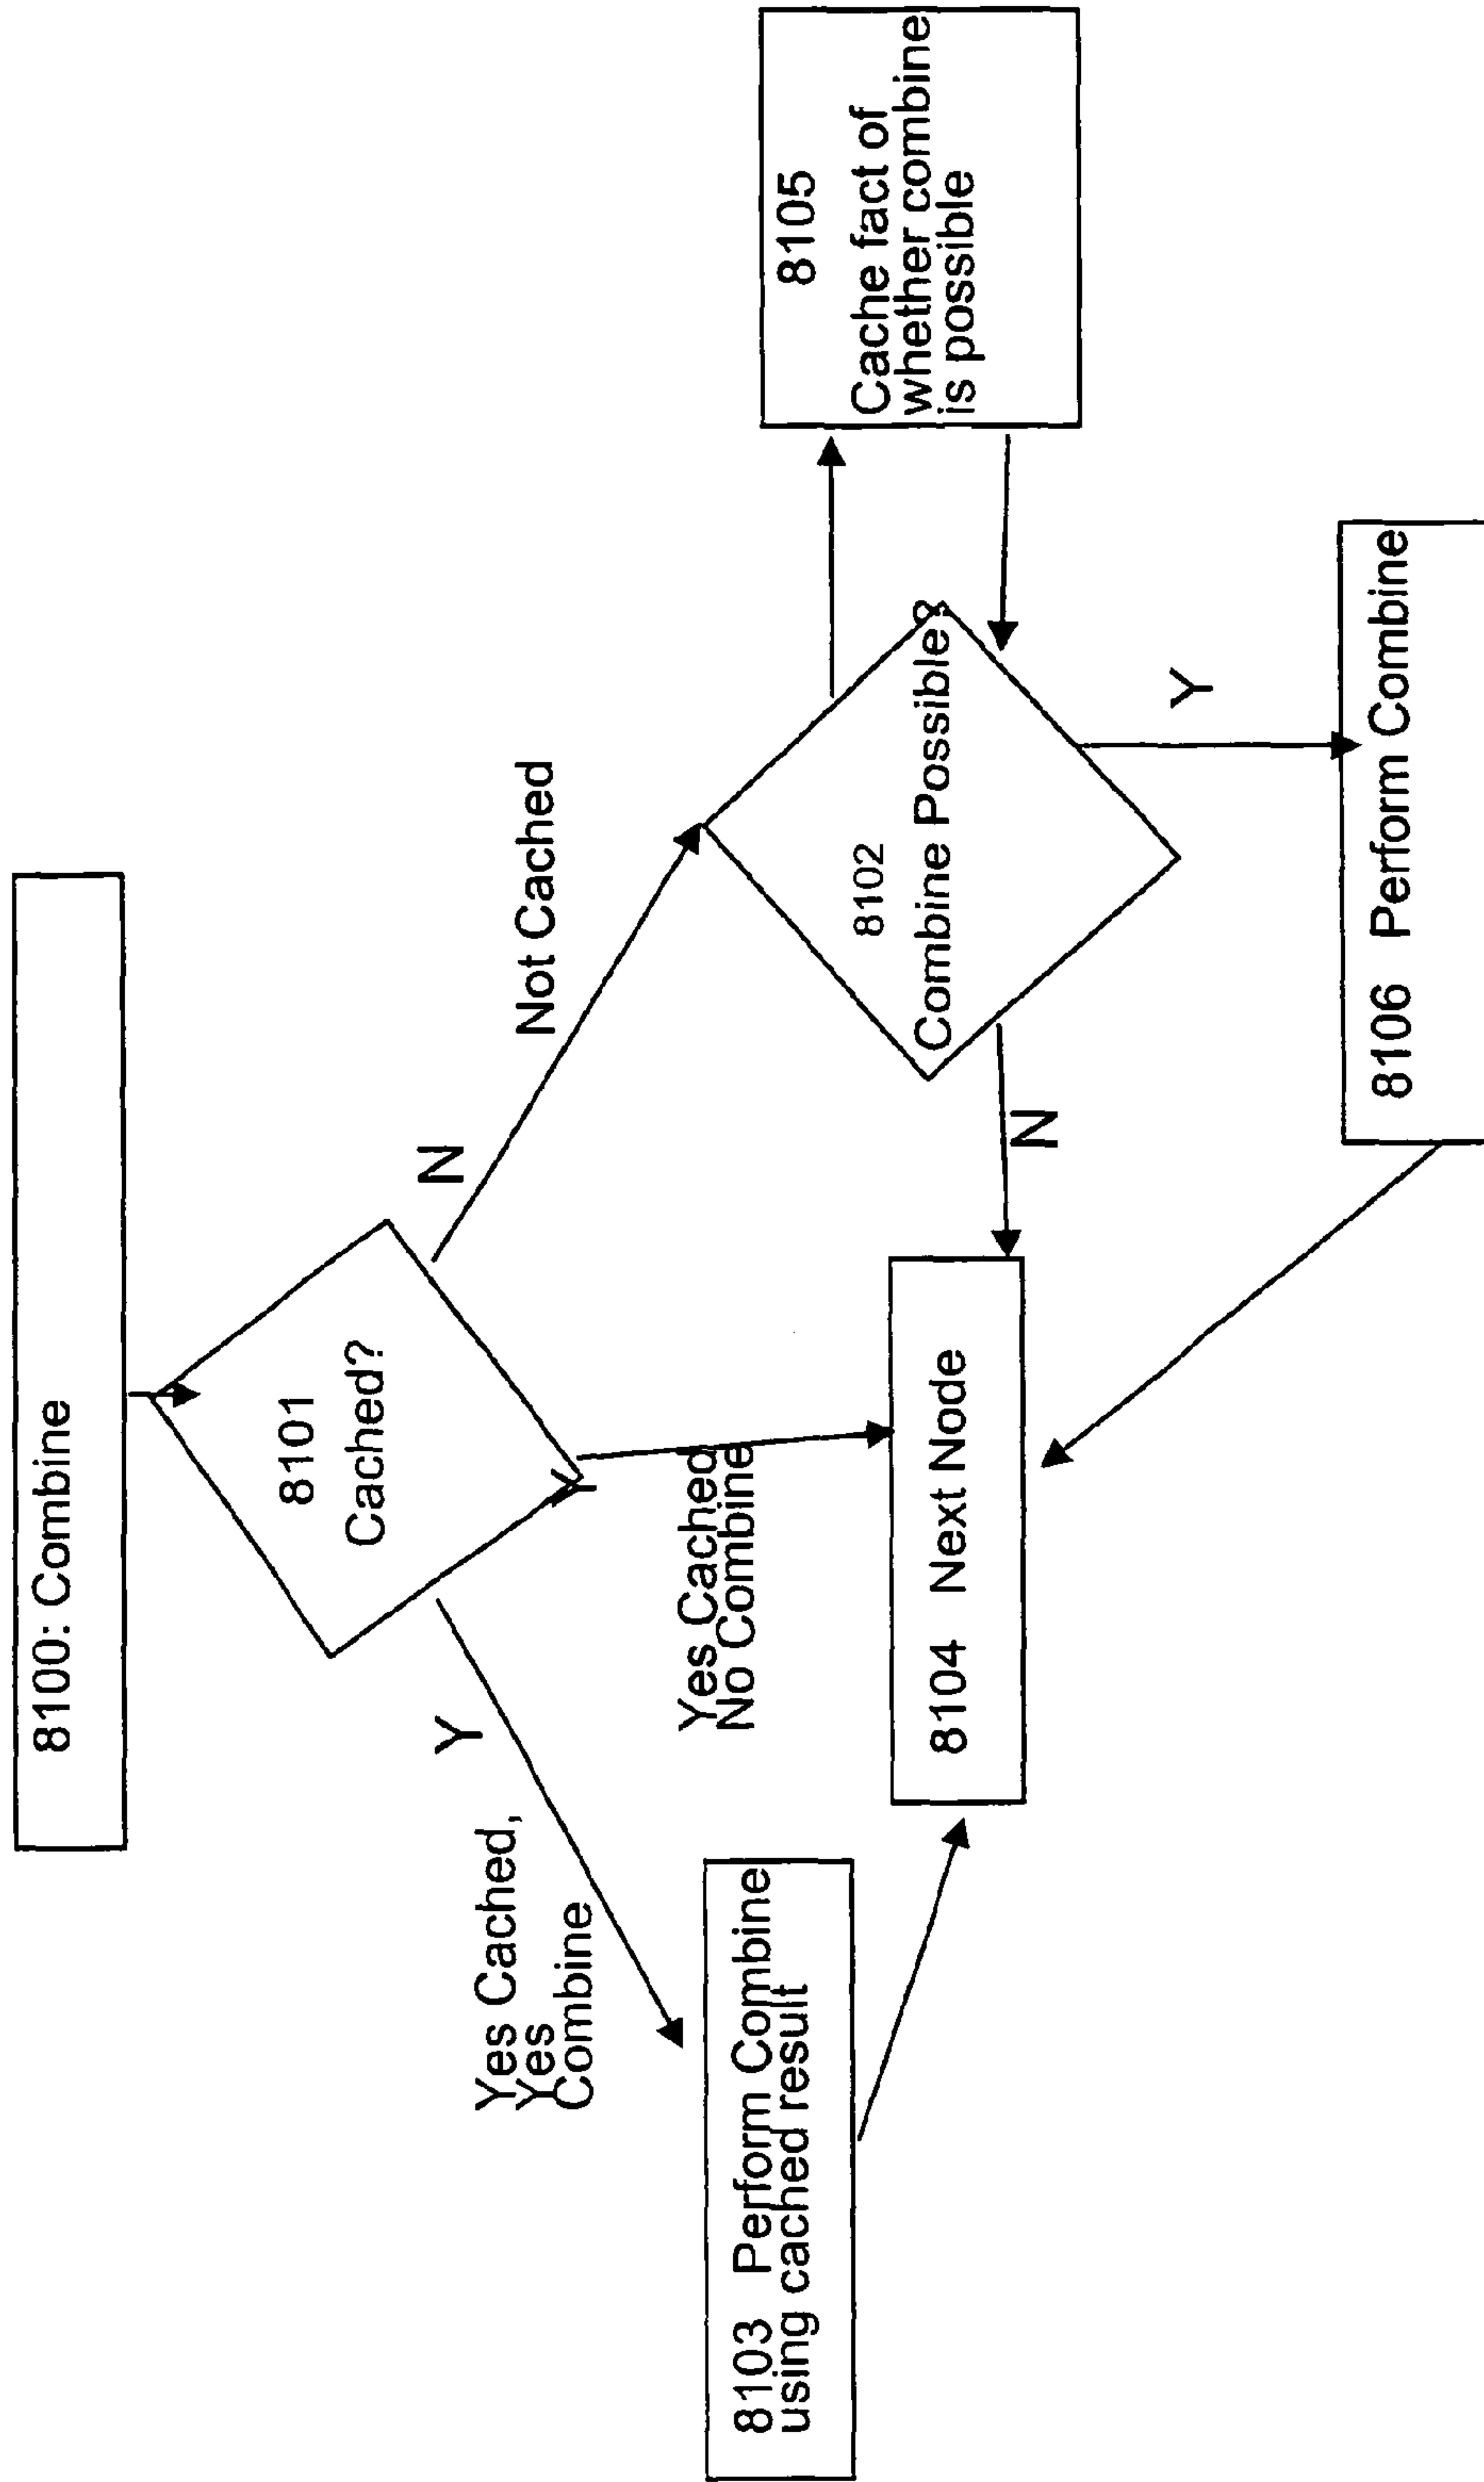 8100: Combine
8101
Cached?
N
Not Cached
Y
Yes Cached,
Yes
Combine
Y
Yes Cached
No Combine
8103 Perform Combine
using cached result
8104 Next Node
8102
Combine Possible?
N
Y
8105
Cache fact of
whether combine
is possible
8106 Perform Combine